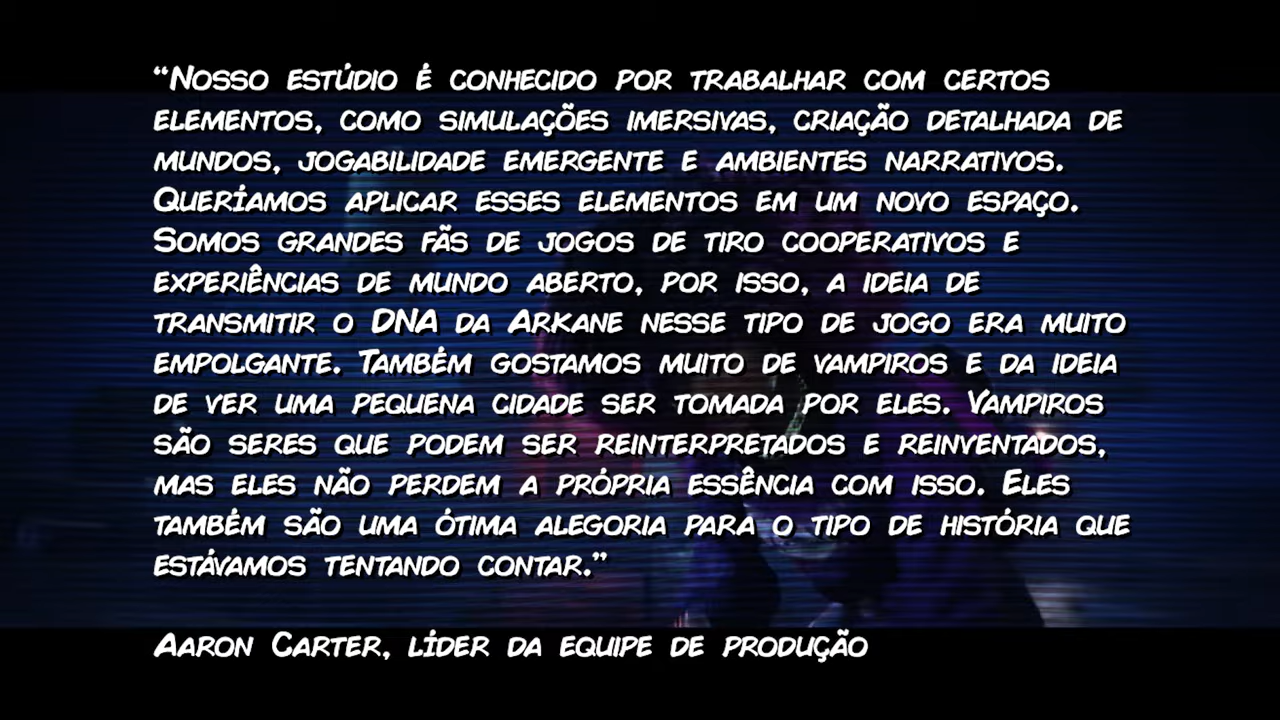 “Nosso estúdio é conhecido por trabalhar com certos
elementos, como simulações imersivas, criação detalhada de
mundos, jogabilidade emergente e ambientes narrativos.
Queríamos aplicar esses elementos em um novo espaço.
Somos grandes fãs de jogos de tiro cooperativos e
experiências de mundo aberto, por isso, a ideia de
transmitir o DNA da Arkane nesse tipo de jogo era muito
empolgante. Também gostamos muito de vampiros e da ideia
de ver uma pequena cidade ser tomada por eles. Vampiros
são seres que podem ser reinterpretados e reinventados,
mas eles não perdem a própria essência com isso. Eles
também são uma ótima alegoria para o tipo de história que
estávamos tentando contar.”
Aaron Carter, líder da equipe de produção